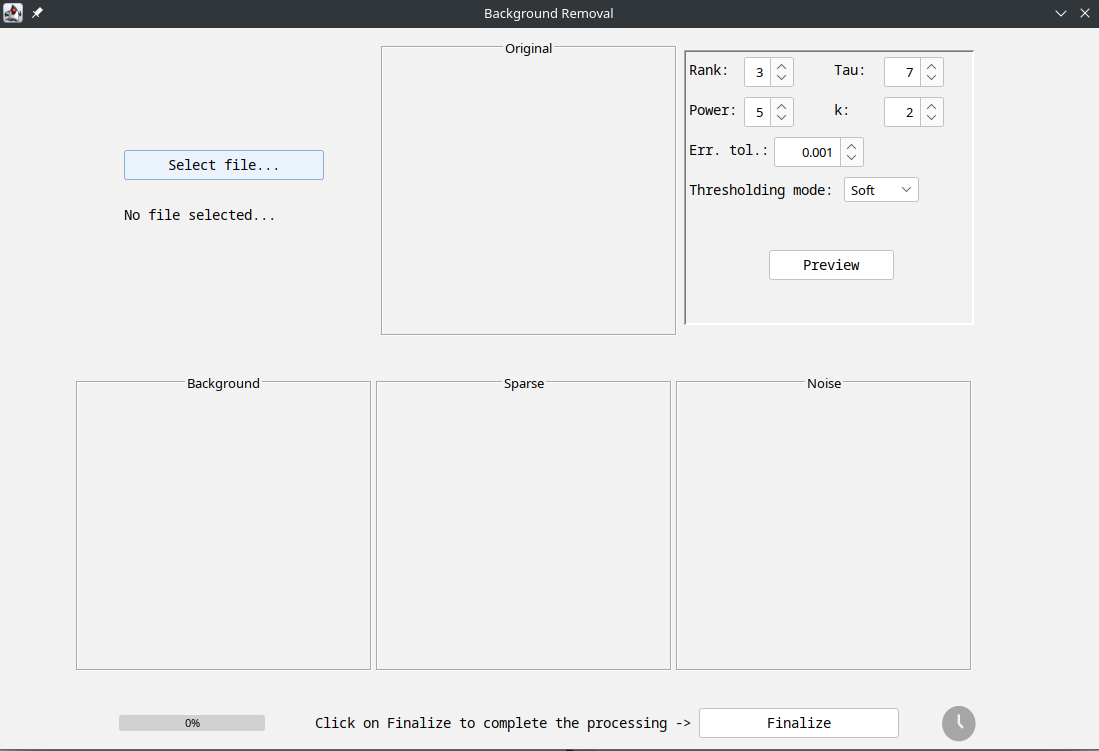 Background Removal
Original
Rank: 3 Tau: 7
Power: 5 k: 2
Err. tol.: 0.001
Thresholding mode: Soft
Preview
Select file...
No file selected...
Background Sparse Noise
0% Click on Finalize to complete the processing -> Finalize